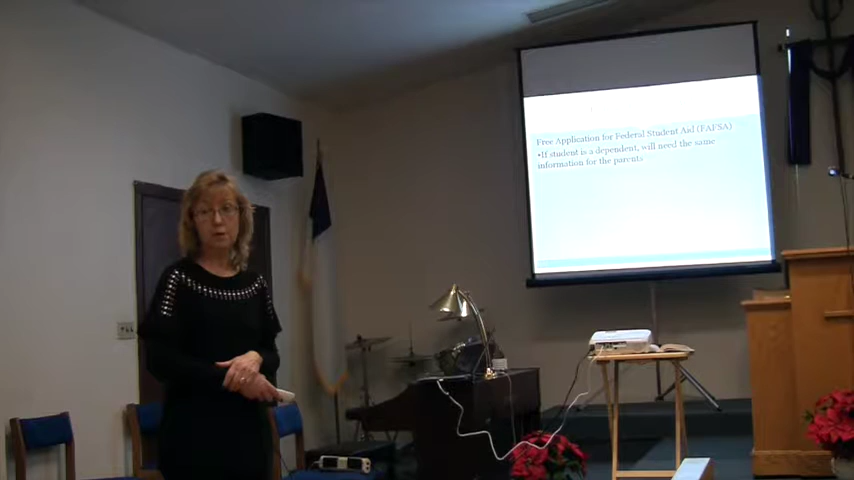 Free Application for Federal Student Aid (FAFSA)
•If student is a dependent, will need the same
information for the parents